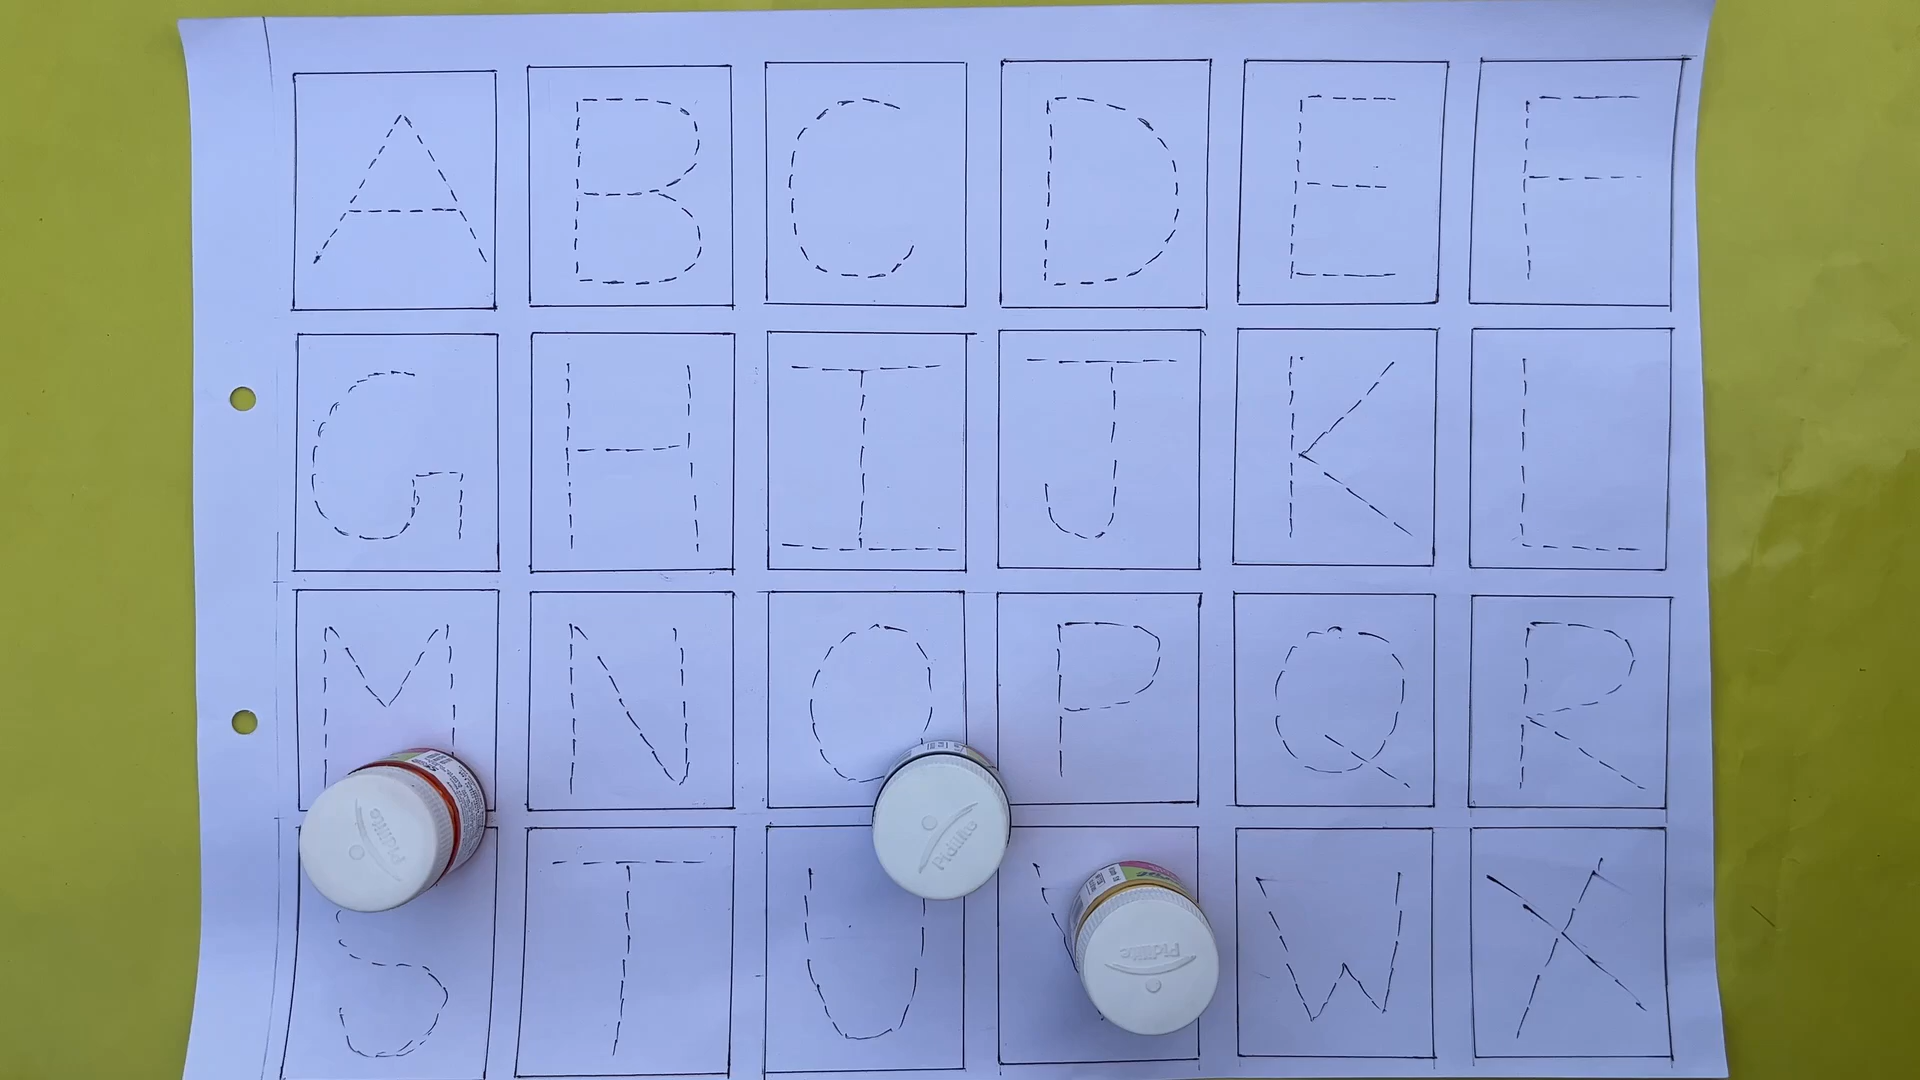 A B C D E F
G H I J K L
M N O P Q R
Pidilite Pidilite
S T U V W X
Pidilite